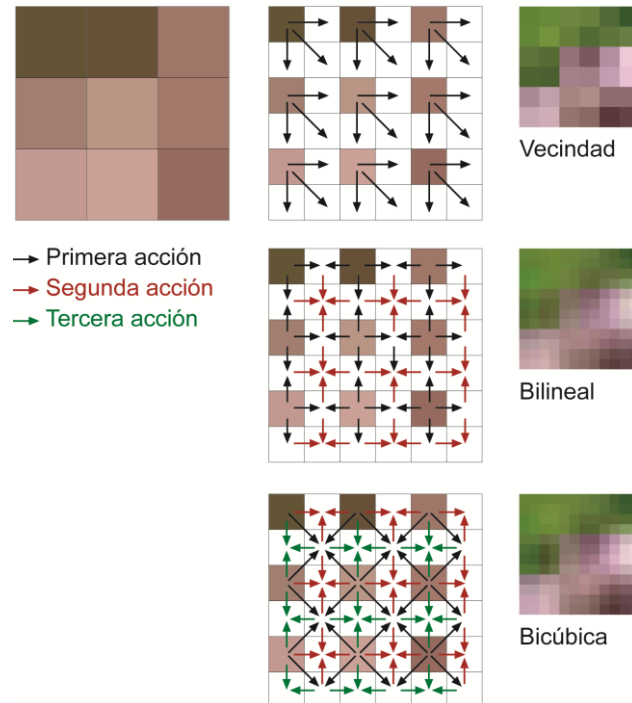 Vecindad
Primera acción
Segunda acción
Tercera acción
Bilineal
Bicúbica